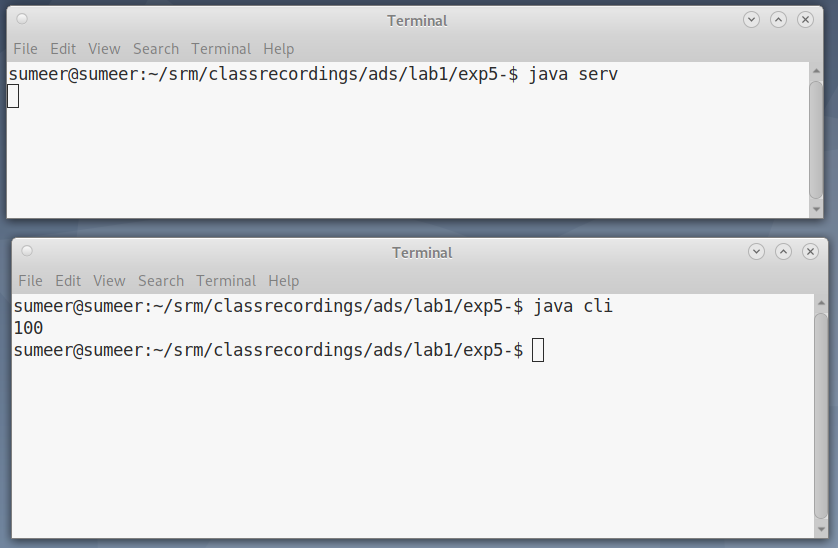 Terminal
File Edit View Search Terminal Help
sumeer@sumeer:~/srm/classrecordings/ads/lab1/exp5-$ java serv
Terminal
File Edit View Search Terminal Help
sumeer@sumeer:~/srm/classrecordings/ads/lab1/exp5-$ java cli
100
sumeer@sumeer:~/srm/classrecordings/ads/lab1/exp5-$